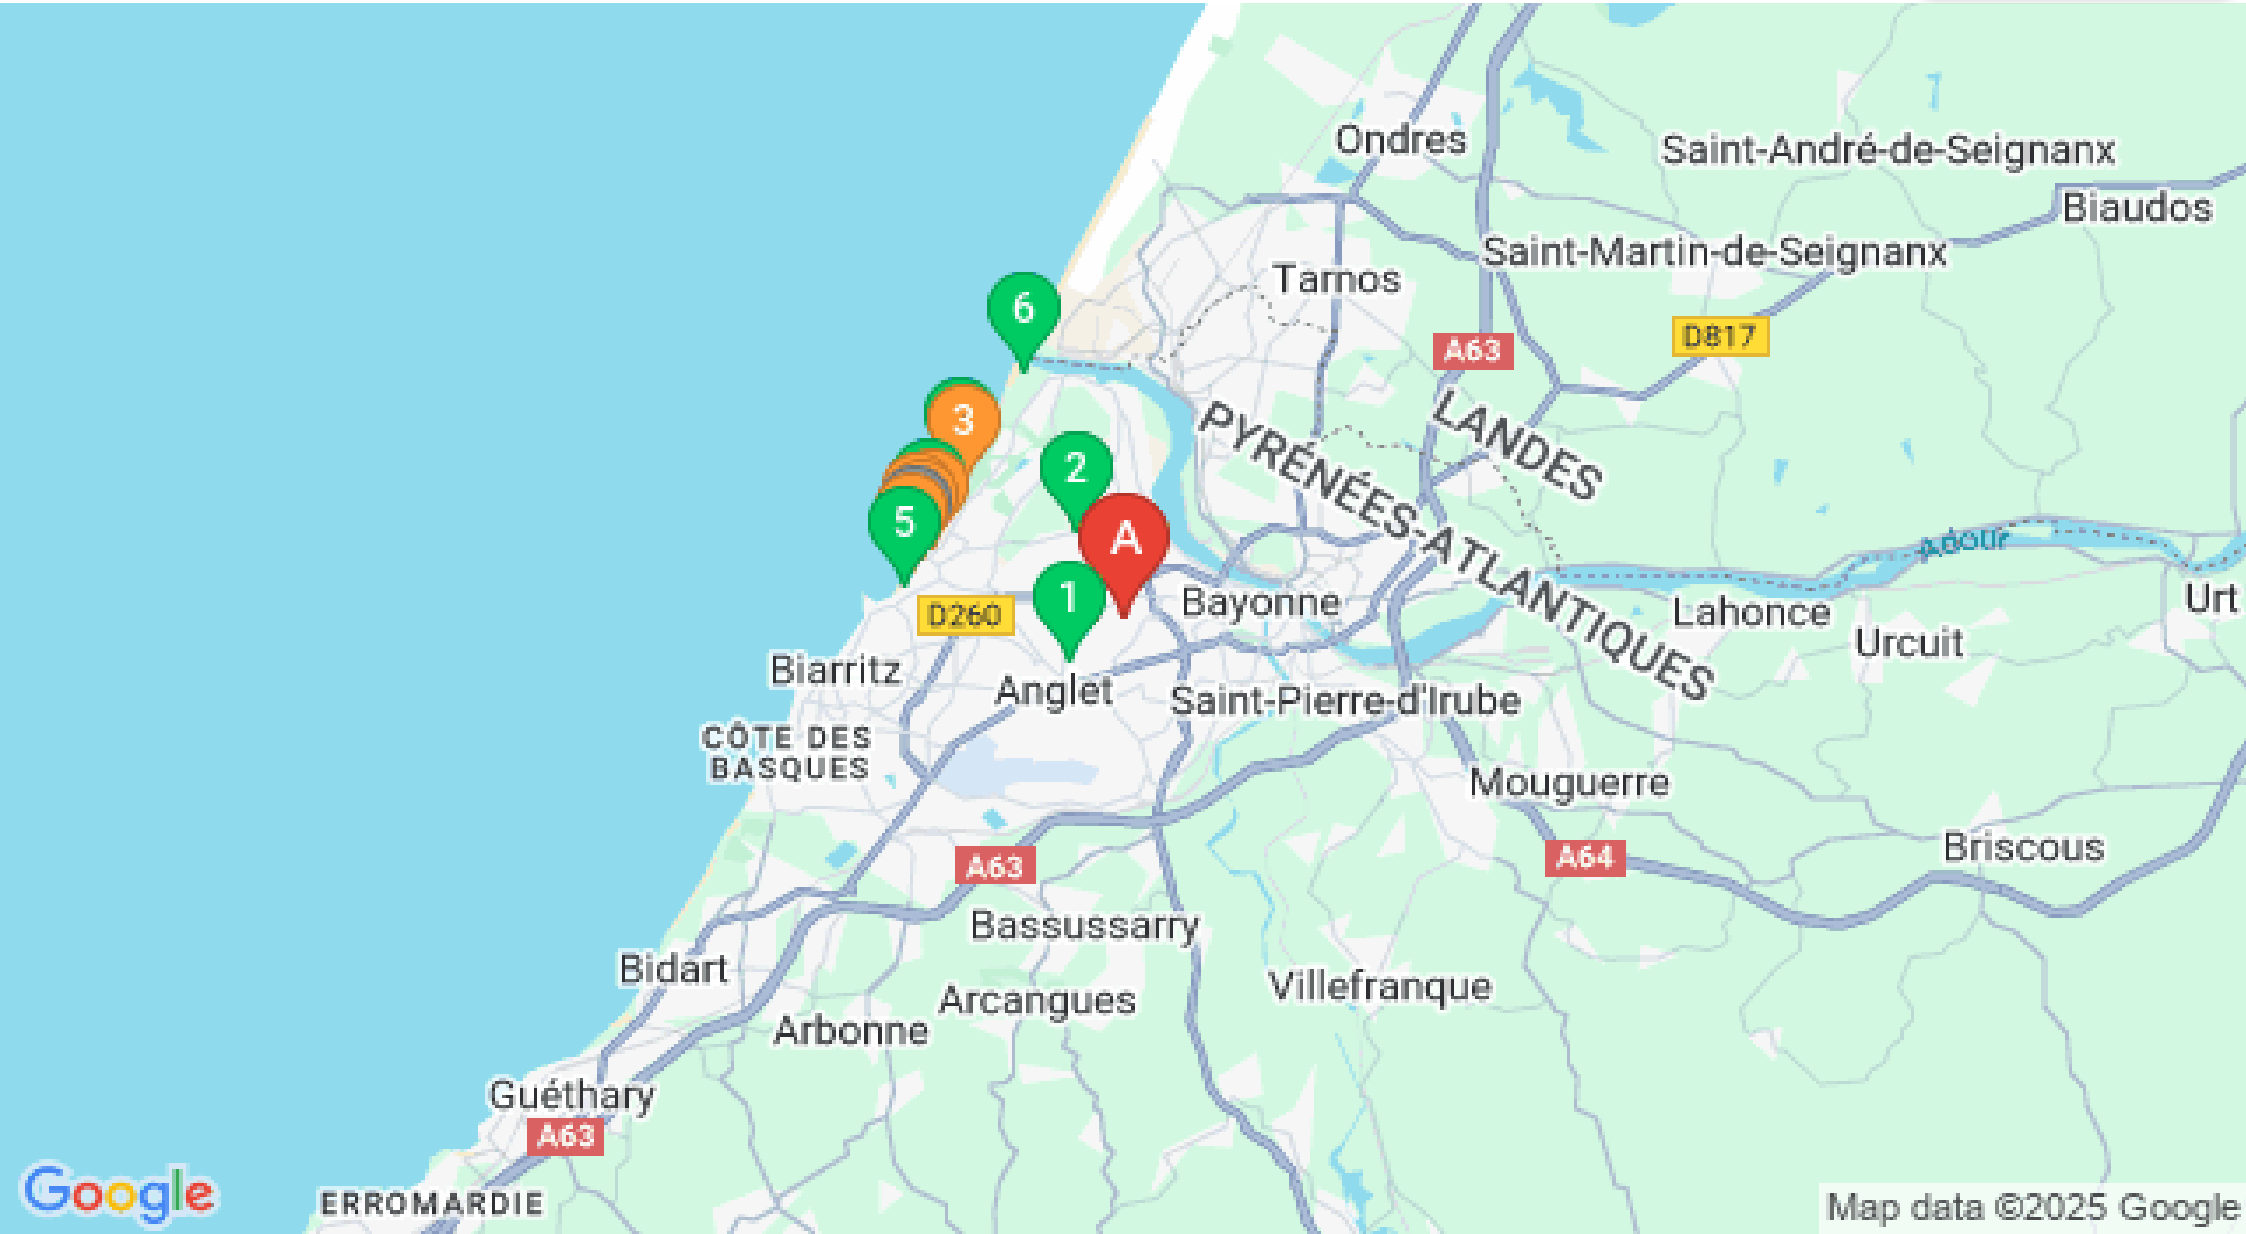 Ondres
Saint-André-de-Seignanx
Biaudos
Saint-Martin-de-Seignanx
Tarnos
6
D817
A63
3
LANDES
PYRÉNÉES-ATLANTIQUES
2
5
A
Adour
1
Bayonne
Urt
D260
Lahonce
Urcuit
Biarritz
Anglet
Saint-Pierre-d'Irube
CÔTE DES
BASQUES
Mouguerre
Briscous
A63
A64
Bassussarry
Bidart
Villefranque
Arcangues
Arbonne
Guéthary
A63
Google
ERROMARDIE
Map data ©2025 Google